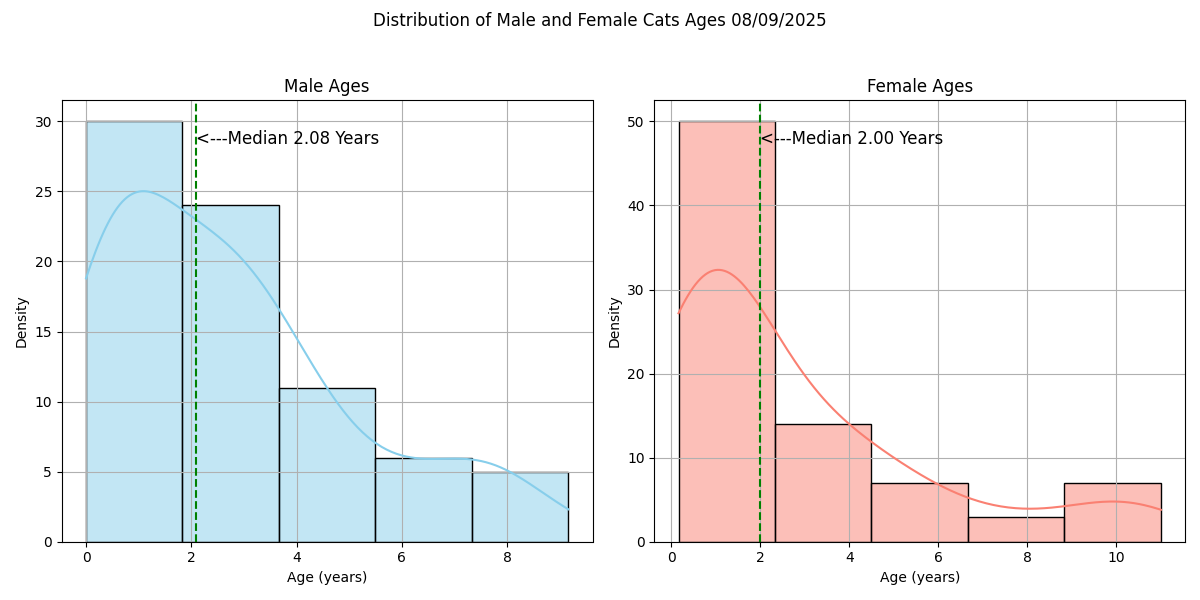 Distribution of Male and Female Cats Ages 08/09/2025
Male Ages
<---Median 2.08 Years
Density
30
25
20
15
10
5
0
0 2 4 6 8
Age (years)
Female Ages
<---Median 2.00 Years
Density
50
40
30
20
10
0
0 2 4 6 8 10
Age (years)